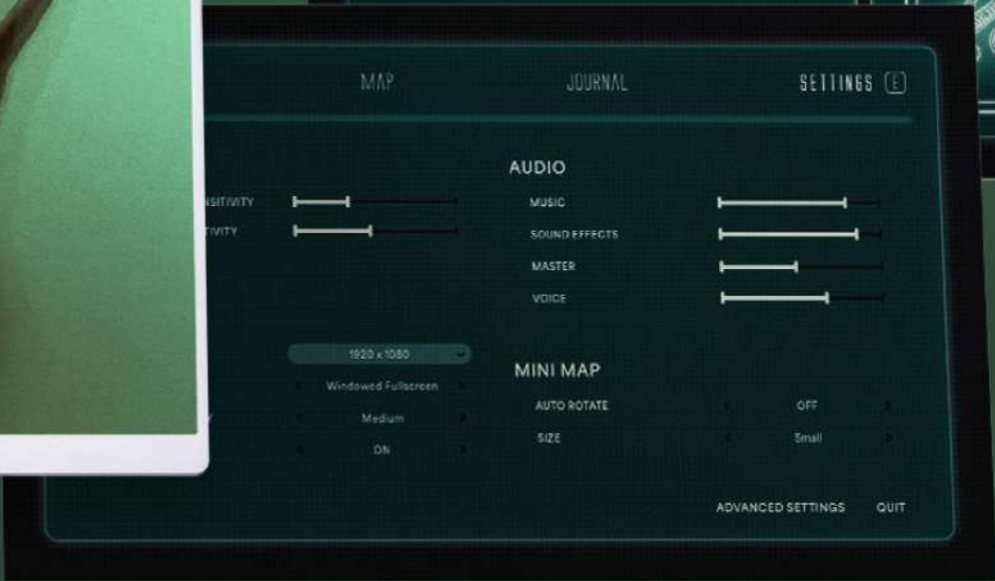 MAP
JOURNAL
SETTINGS E
AUDIO
NSITIVITY
MUSIC
TIVITY
SOUND EFFECTS
MASTER
VOICE
1920 x 1080
Windowed Fullscreen
Medium
ON
MINI MAP
AUTO ROTATE
OFF
SIZE
Small
ADVANCED SETTINGS
QUIT